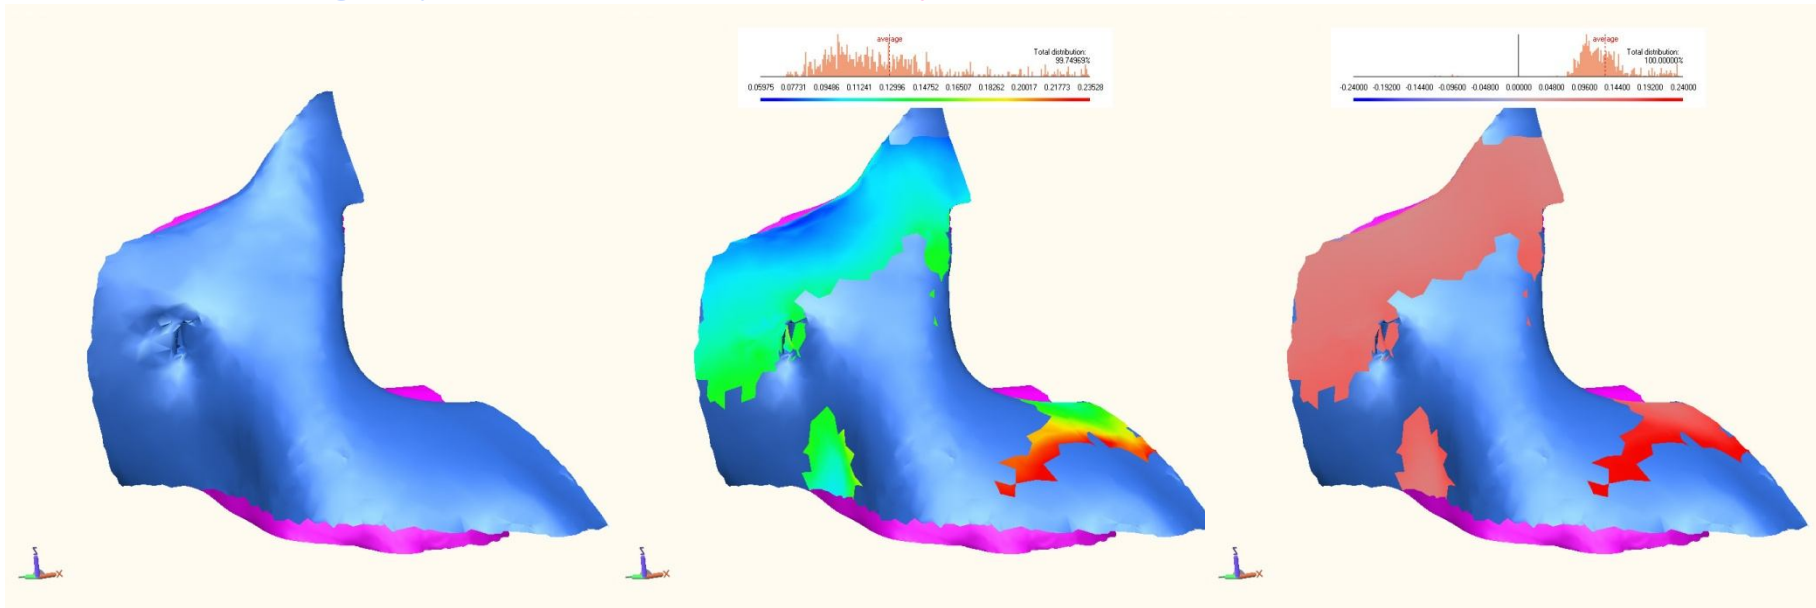 average
Total distribution:
99.74969%
0.05975 0.07731 0.09486 0.11241 0.12996 0.14752 0.16507 0.18262 0.20017 0.21773 0.23528
average
Total distribution:
100.00000%
-0.24000 -0.19200 -0.14400 -0.09600 -0.04800 0.00000 0.04800 0.09600 0.14400 0.19200 0.24000
Z
X
Z
X
Z
X